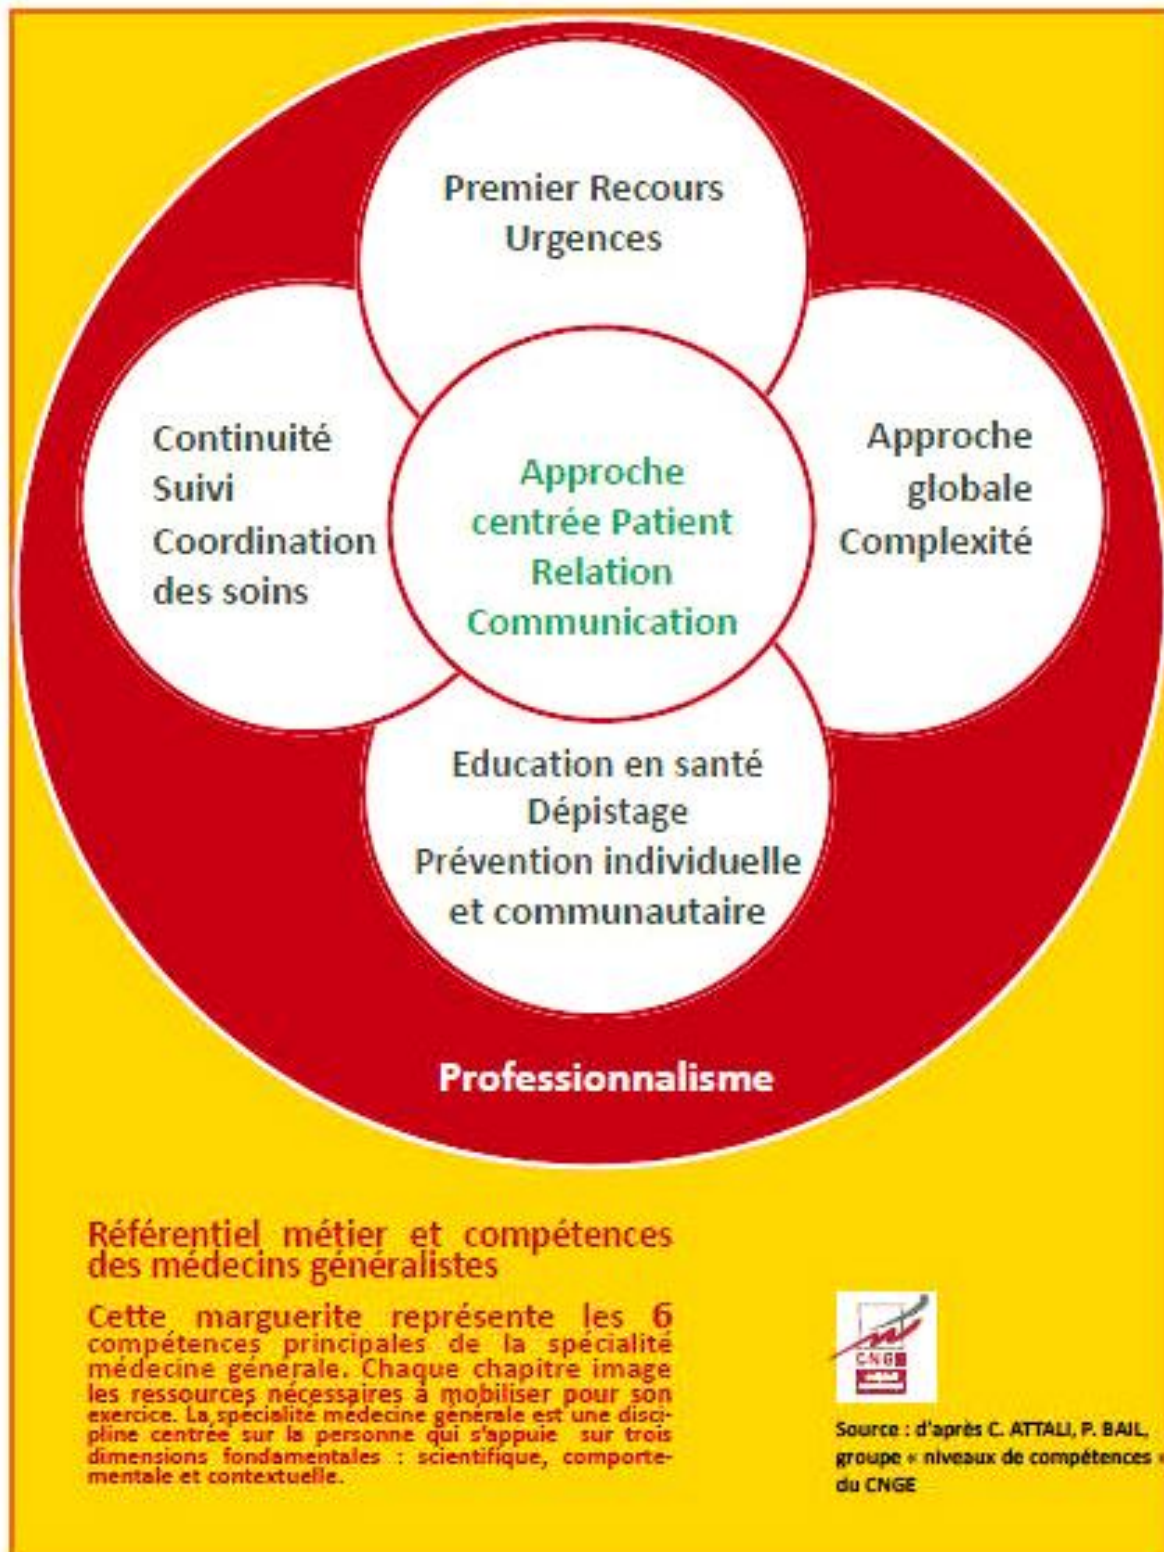 Premier Recours
Urgences
Continuité
Suivi
Coordination
des soins
Approche
centrée Patient
Relation
Communication
Approche
globale
Complexité
Education en santé
Dépistage
Prévention individuelle
et communautaire
Professionnalisme
Référentiel métier et compétences
des médecins généralistes
Cette marguerite représente les 6
compétences principales de la spécialité
médecine générale. Chaque chapitre image
les ressources nécessaires à mobiliser pour son
exercice. La spécialité médecine générale est une disci-
pline centrée sur la personne qui s'appuie sur trois
dimensions fondamentales : scientifique, comporte-
mentale et contextuelle.
CNGE
Source : d'après C. ATTALI, P. BAIL,
groupe « niveaux de compétences »
du CNGE